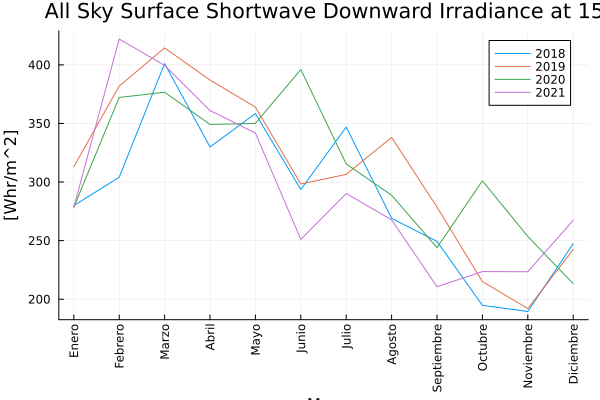 All Sky Surface Shortwave Downward Irradiance at 15
[Whr/m^2]
400
350
300
250
200
2018
2019
2020
2021
Enero
Febrero
Marzo
Abril
Mayo
Junio
Julio
Agosto
Septiembre
Octubre
Noviembre
Diciembre